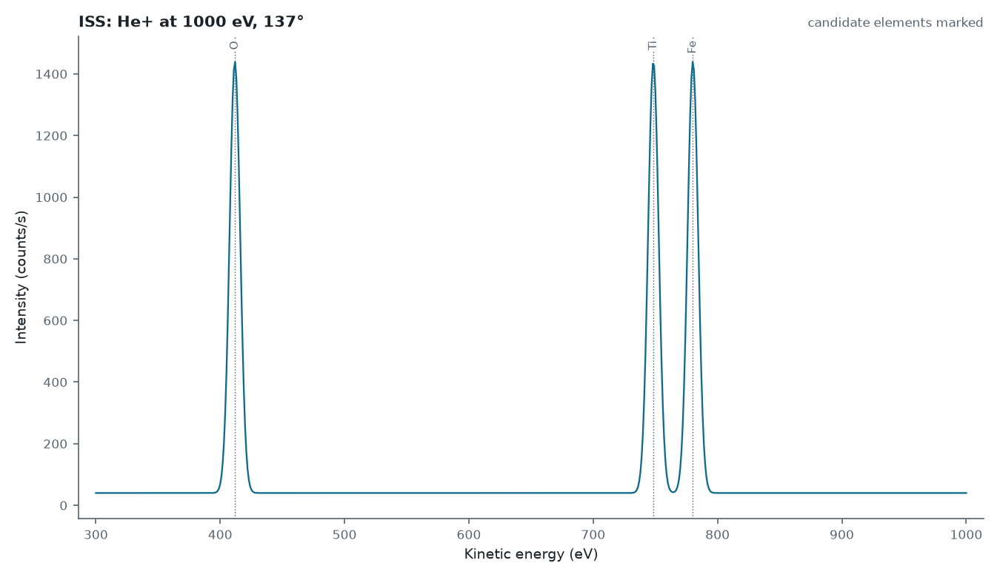 ISS: He+ at 1000 eV, 137°
candidate elements marked
O
Ti
Fe
1400
1200
1000
800
600
400
200
0
Intensity (counts/s)
300
400
500
600
700
800
900
1000
Kinetic energy (eV)